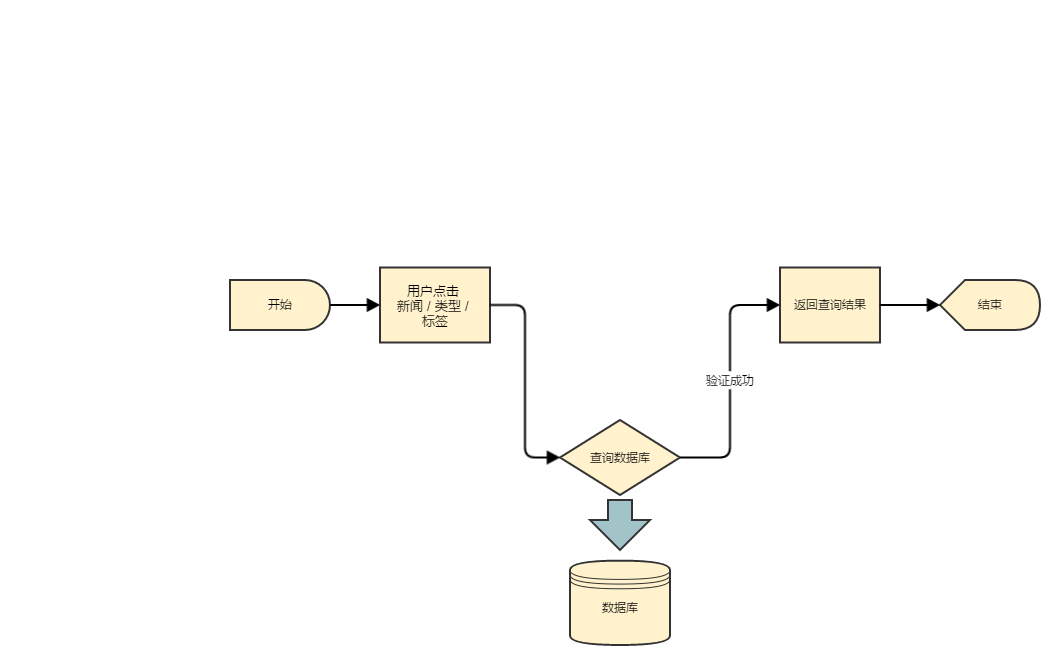 开始
用户点击
新闻 / 类型 /
标签
返回查询结果
结束
验证成功
查询数据库
数据库